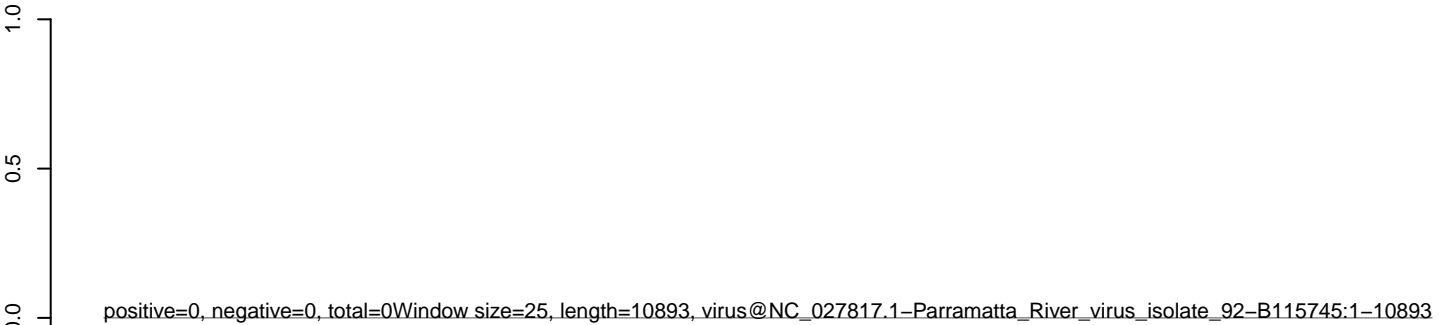 1.0
0.5
0.0
positive=0, negative=0, total=0Window size=25, length=10893, virus@NC_027817.1−Parramatta_River_virus_isolate_92−B115745:1−10893